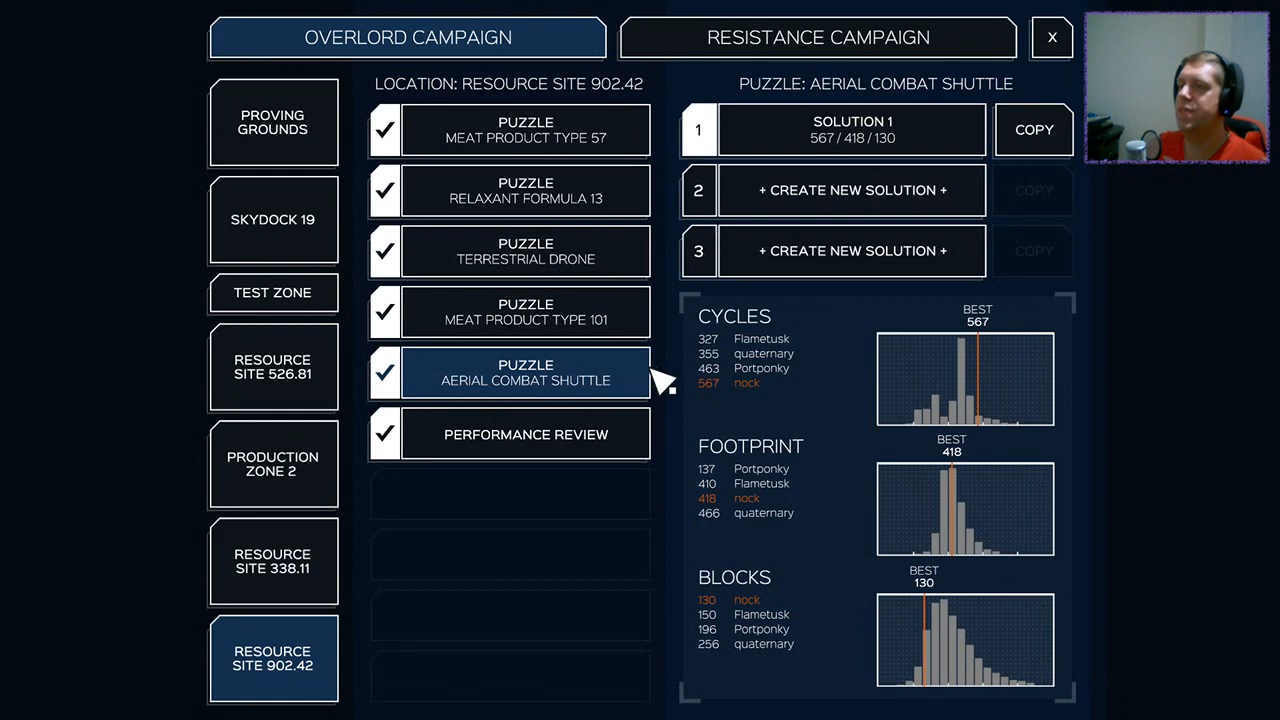 OVERLORD CAMPAIGN
RESISTANCE CAMPAIGN
X
PROVING
GROUNDS
SKYDOCK 19
TEST ZONE
RESOURCE
SITE 526.81
PRODUCTION
ZONE 2
RESOURCE
SITE 338.11
RESOURCE
SITE 902.42
LOCATION: RESOURCE SITE 902.42
PUZZLE
MEAT PRODUCT TYPE 57
PUZZLE
RELAXANT FORMULA 13
PUZZLE
TERRESTRIAL DRONE
PUZZLE
MEAT PRODUCT TYPE 101
PUZZLE
AERIAL COMBAT SHUTTLE
PERFORMANCE REVIEW
PUZZLE: AERIAL COMBAT SHUTTLE
1
SOLUTION 1
567 / 418 / 130
COPY
2
+ CREATE NEW SOLUTION +
COPY
3
+ CREATE NEW SOLUTION +
COPY
CYCLES
327 Flametusk
355 quaternary
463 Portponky
567 nock
BEST
567
FOOTPRINT
137 Portponky
410 Flametusk
418 nock
466 quaternary
BEST
418
BLOCKS
130 nock
150 Flametusk
196 Portponky
256 quaternary
BEST
130